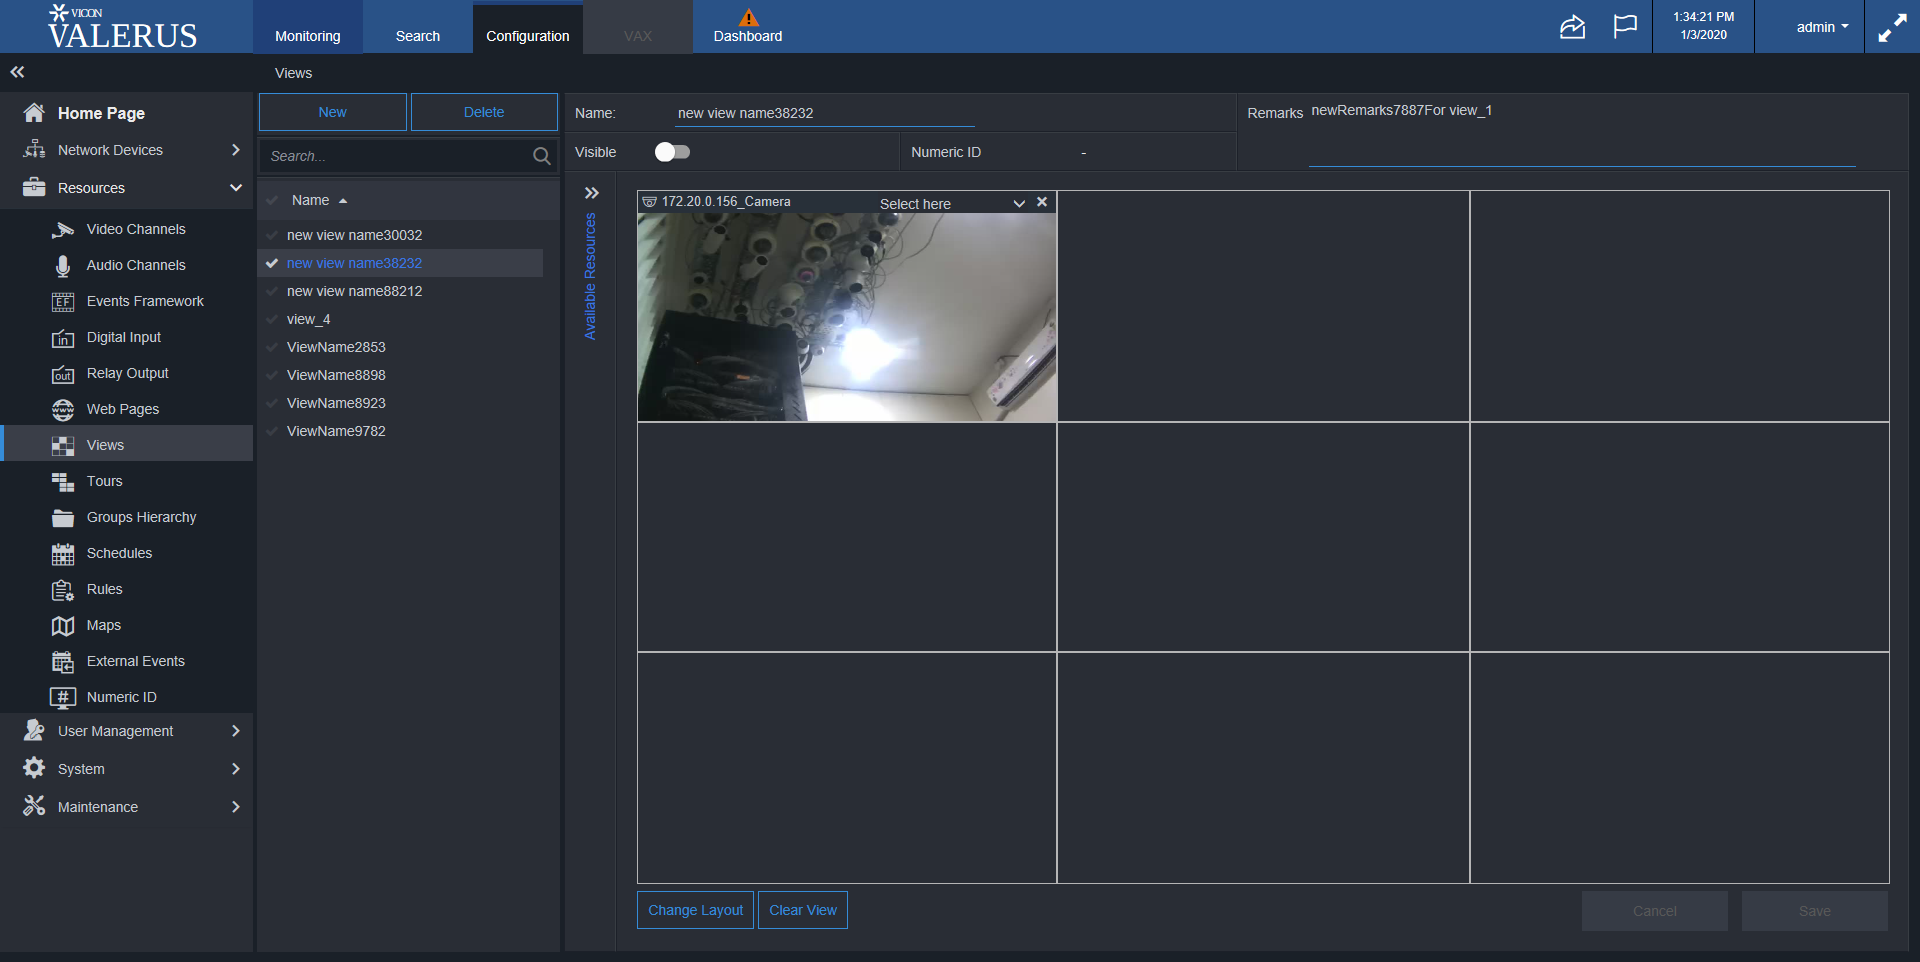 VICON
VALERUS
Monitoring
Search
Configuration
VAX
Dashboard
1:34:21 PM
1/3/2020
admin
Views
Home Page
Network Devices
Resources
Video Channels
Audio Channels
EF Events Framework
in Digital Input
out Relay Output
www Web Pages
Views
Tours
Groups Hierarchy
Schedules
Rules
Maps
External Events
# Numeric ID
User Management
System
Maintenance
New
Delete
Search...
Name
new view name30032
new view name38232
new view name88212
view_4
ViewName2853
ViewName8898
ViewName8923
ViewName9782
Name:
new view name38232
Remarks
newRemarks7887For view_1
Visible
Numeric ID
-
Available Resources
172.20.0.156_Camera
Select here
Change Layout
Clear View
Cancel
Save